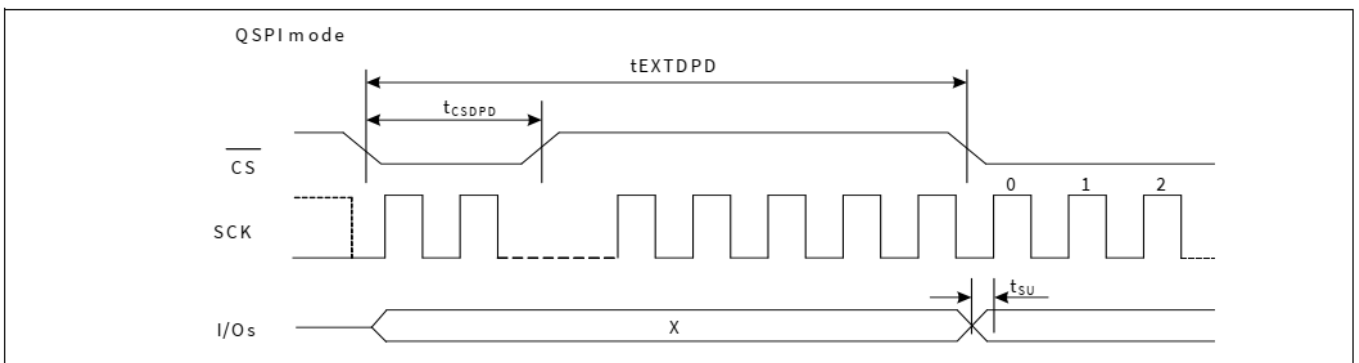 QSPI mode
tEXTDPD
tCSDPD
CS
0 1 2
SCK
tSU
I/Os X